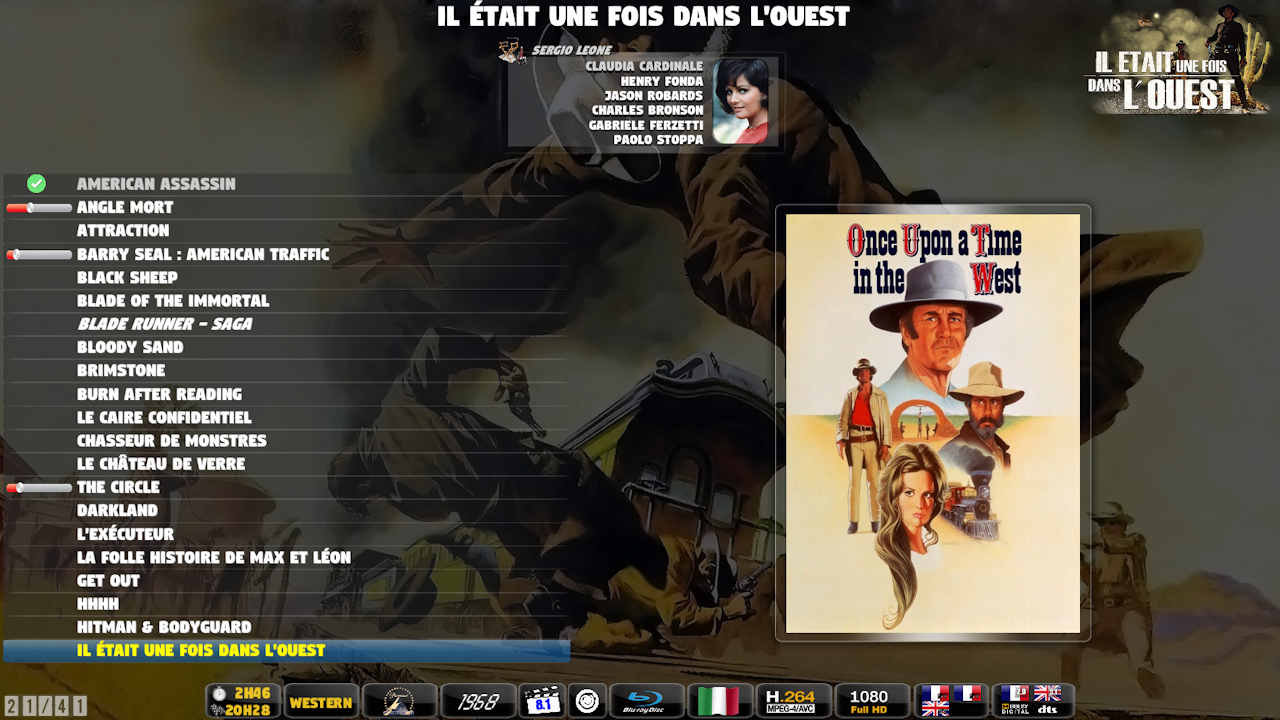 IL ÉTAIT UNE FOIS DANS L'OUEST
SERGIO LEONE
CLAUDIA CARDINALE
HENRY FONDA
JASON ROBARDS
CHARLES BRONSON
GABRIELE FERZETTI
PAOLO STOPPA
IL ETAIT UNE FOIS
DANS L'OUEST
AMERICAN ASSASSIN
ANGLE MORT
ATTRACTION
BARRY SEAL : AMERICAN TRAFFIC
BLACK SHEEP
BLADE OF THE IMMORTAL
BLADE RUNNER - SAGA
BLOODY SAND
BRIMSTONE
BURN AFTER READING
LE CAIRE CONFIDENTIEL
CHASSEUR DE MONSTRES
LE CHÂTEAU DE VERRE
THE CIRCLE
DARKLAND
L'EXÉCUTEUR
LA FOLLE HISTOIRE DE MAX ET LÉON
GET OUT
HHHH
HITMAN & BODYGUARD
IL ÉTAIT UNE FOIS DANS L'OUEST
Once Upon a Time
in the West
21/41
2H46
20H28
WESTERN
1968
8.1
Blu-ray Disc
H.264
MPEG-4/AVC
1080
Full HD
DOLBY
DIGITAL
dts